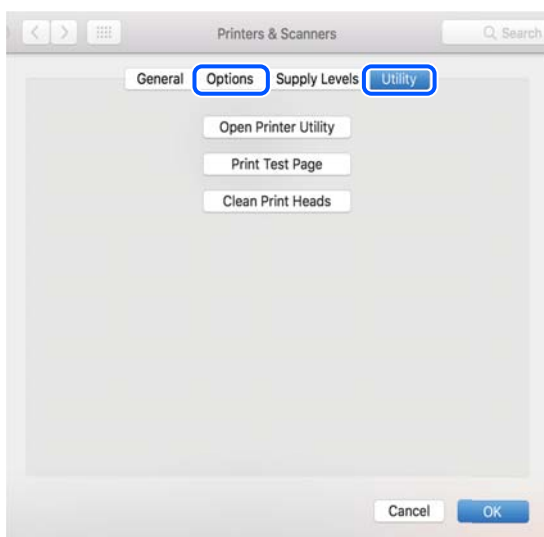 Printers & Scanners Search
General Options Supply Levels Utility
Open Printer Utility
Print Test Page
Clean Print Heads
Cancel OK